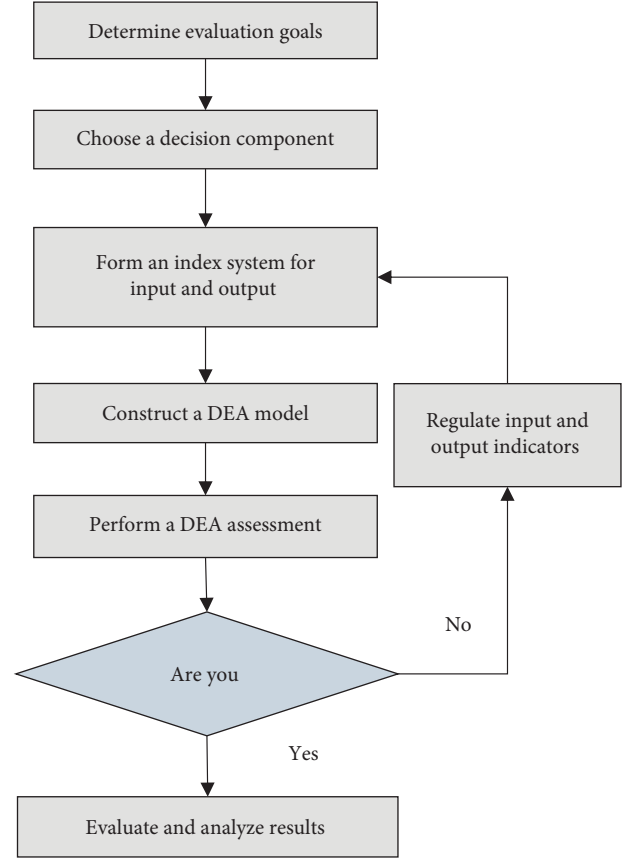 Determine evaluation goals
Choose a decision component
Form an index system for
input and output
Construct a DEA model
Regulate input and
output indicators
Perform a DEA assessment
No
Are you
Yes
Evaluate and analyze results